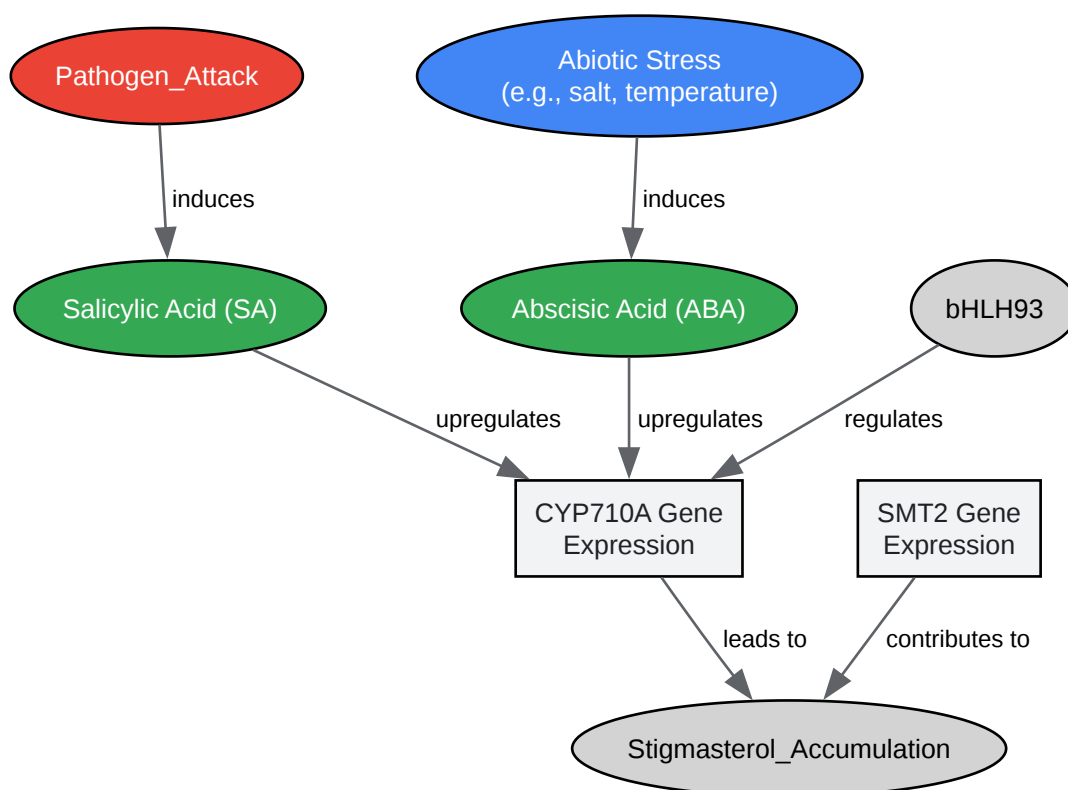 Pathogen_Attack
Abiotic Stress
(e.g., salt, temperature)
induces
induces
Salicylic Acid (SA)
Abscisic Acid (ABA)
bHLH93
upregulates
upregulates
regulates
CYP710A Gene
Expression
SMT2 Gene
Expression
leads to
contributes to
Stigmasterol_Accumulation